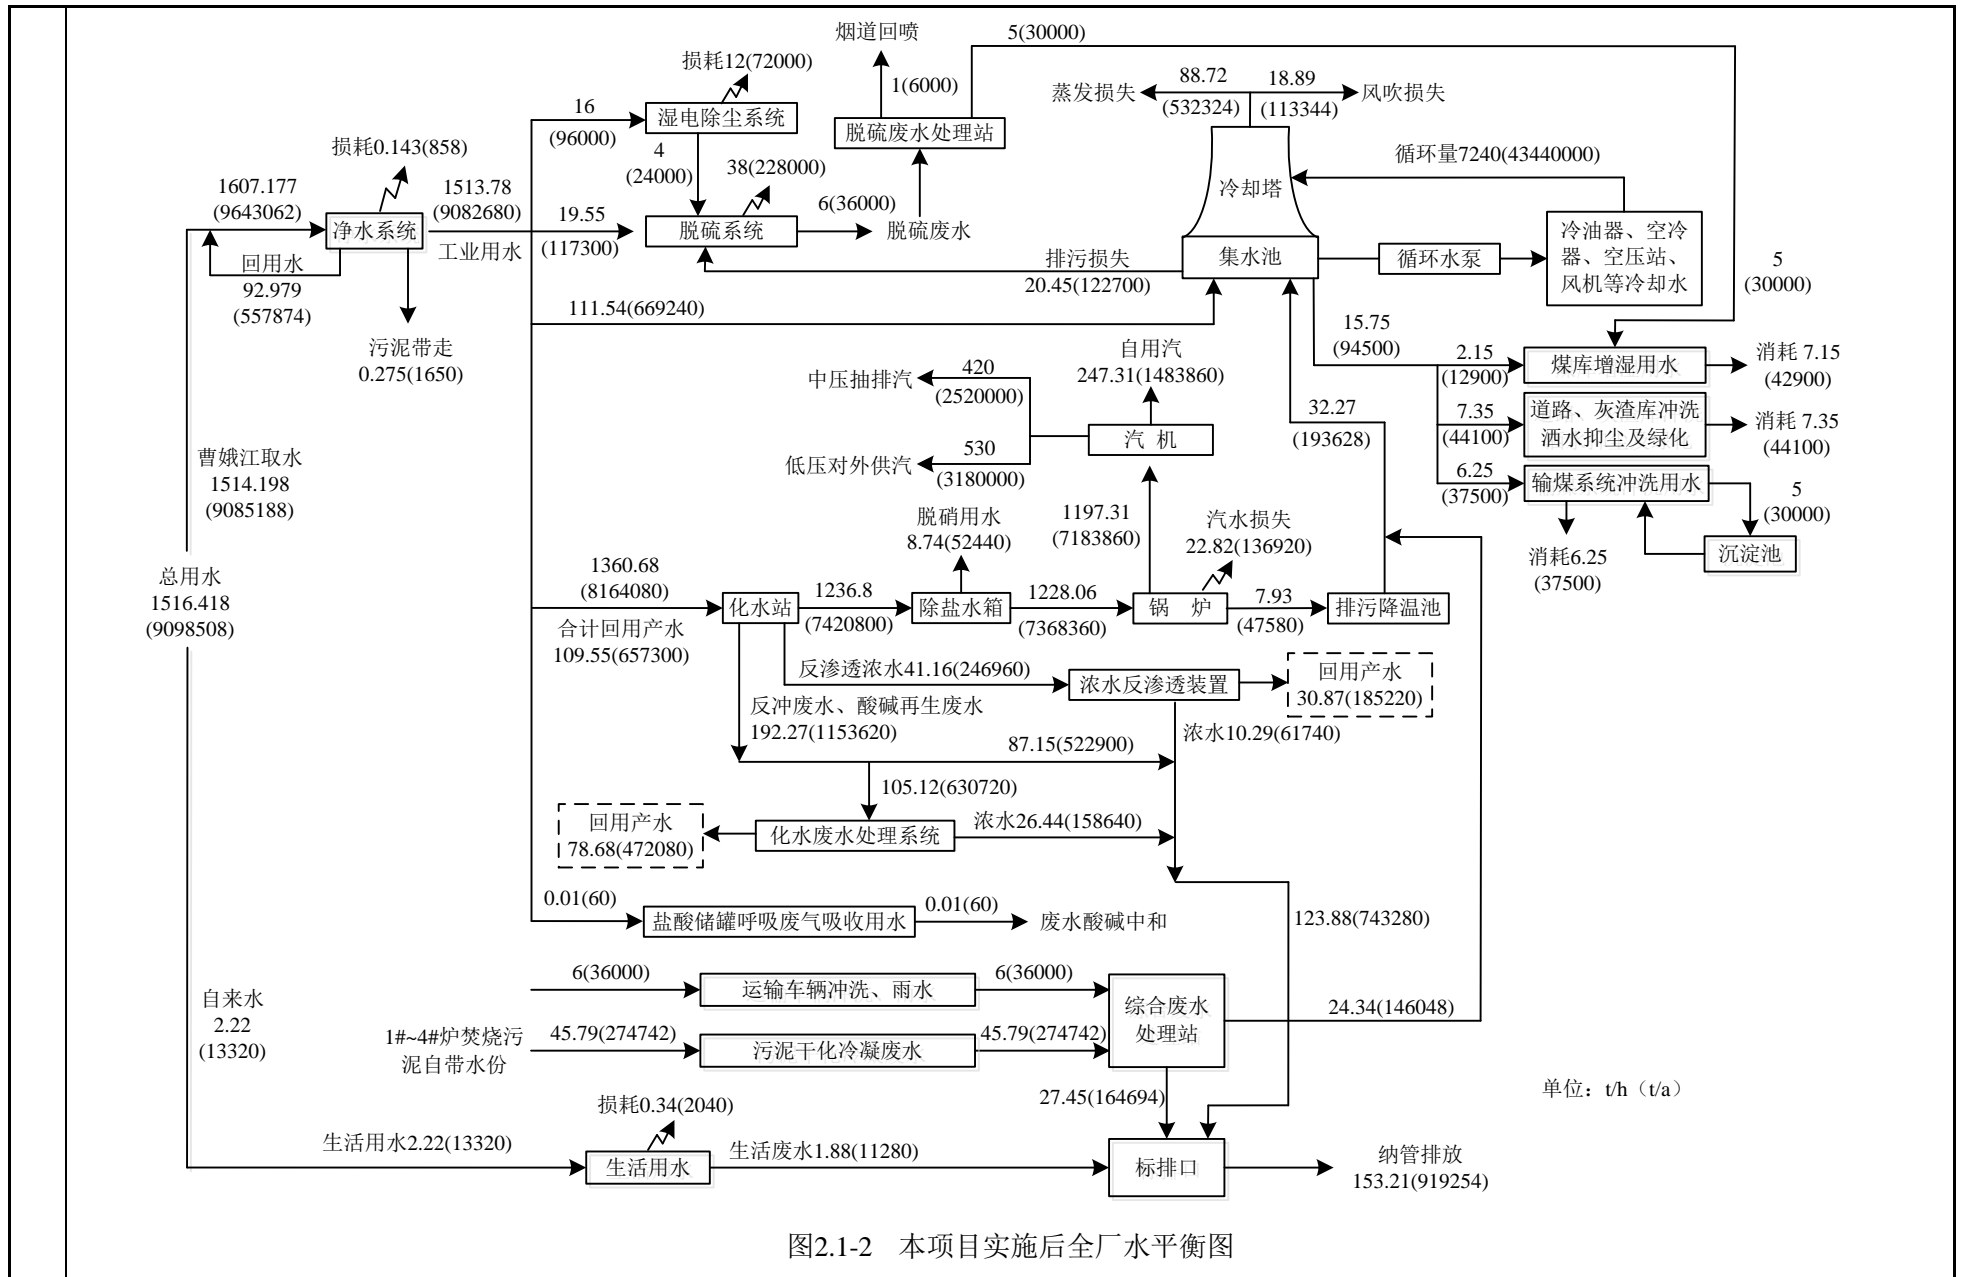 烟道回喷
5(30000)
损耗12(72000)
1(6000)
88.72
18.89
蒸发损失
风吹损失
(532324)
(113344)
16
(96000)
湿电除尘系统
脱硫废水处理站
损耗0.143(858)
4
(24000)
38(228000)
循环量7240(43440000)
1607.177
(9643062)
1513.78
(9082680)
冷却塔
净水系统
工业用水
19.55
(117300)
脱硫系统
6(36000)
脱硫废水
冷油器、空冷
器、空压站、
风机等冷却水
回用水
92.979
(557874)
排污损失
20.45(122700)
集水池
循环水泵
5
(30000)
111.54(669240)
污泥带走
0.275(1650)
15.75
(94500)
自用汽
247.31(1483860)
2.15
(12900)
煤库增湿用水
消耗 7.15
(42900)
中压抽排汽
420
(2520000)
32.27
(193628)
7.35
(44100)
道路、灰渣库冲洗
洒水抑尘及绿化
消耗 7.35
(44100)
汽 机
低压对外供汽
530
(3180000)
曹娥江取水
1514.198
(9085188)
6.25
(37500)
输煤系统冲洗用水
5
(30000)
1197.31
(7183860)
脱硝用水
8.74(52440)
汽水损失
22.82(136920)
消耗6.25
(37500)
沉淀池
总用水
1516.418
(9098508)
1360.68
(8164080)
化水站
1236.8
(7420800)
除盐水箱
1228.06
(7368360)
锅 炉
7.93
(47580)
排污降温池
合计回用产水
109.55(657300)
反渗透浓水41.16(246960)
浓水反渗透装置
回用产水
30.87(185220)
反冲废水、酸碱再生废水
192.27(1153620)
浓水10.29(61740)
87.15(522900)
105.12(630720)
回用产水
78.68(472080)
化水废水处理系统
浓水26.44(158640)
0.01(60)
盐酸储罐呼吸废气吸收用水
0.01(60)
废水酸碱中和
123.88(743280)
6(36000)
运输车辆冲洗、雨水
6(36000)
综合废水
处理站
24.34(146048)
自来水
2.22
(13320)
1#~4#炉焚烧污
泥自带水份
45.79(274742)
污泥干化冷凝废水
45.79(274742)
27.45(164694)
单位：t/h（t/a）
损耗0.34(2040)
生活用水2.22(13320)
生活用水
生活废水1.88(11280)
标排口
纳管排放
153.21(919254)
图2.1-2 本项目实施后全厂水平衡图